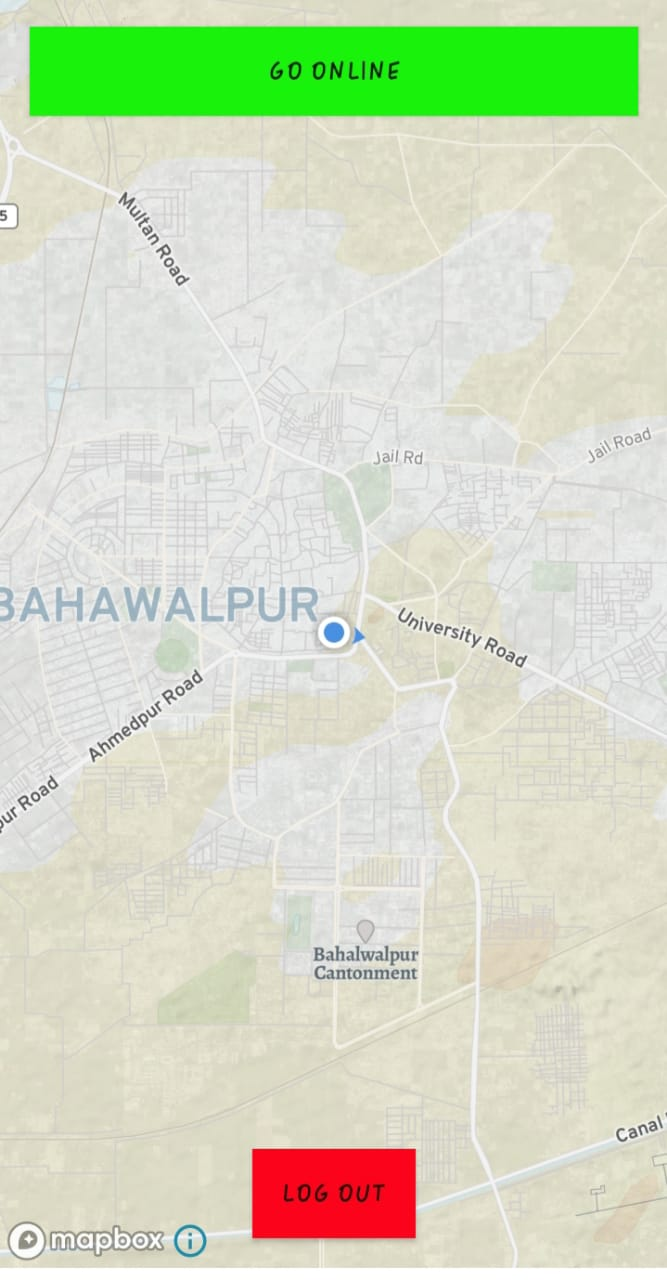 GO ONLINE
5
Multan Road
Jail Rd
Jail Road
BAHAWALPUR
University Road
Ahmedpur Road
pur Road
Bahalwalpur
Cantonment
Canal
LOG OUT
mapbox
i